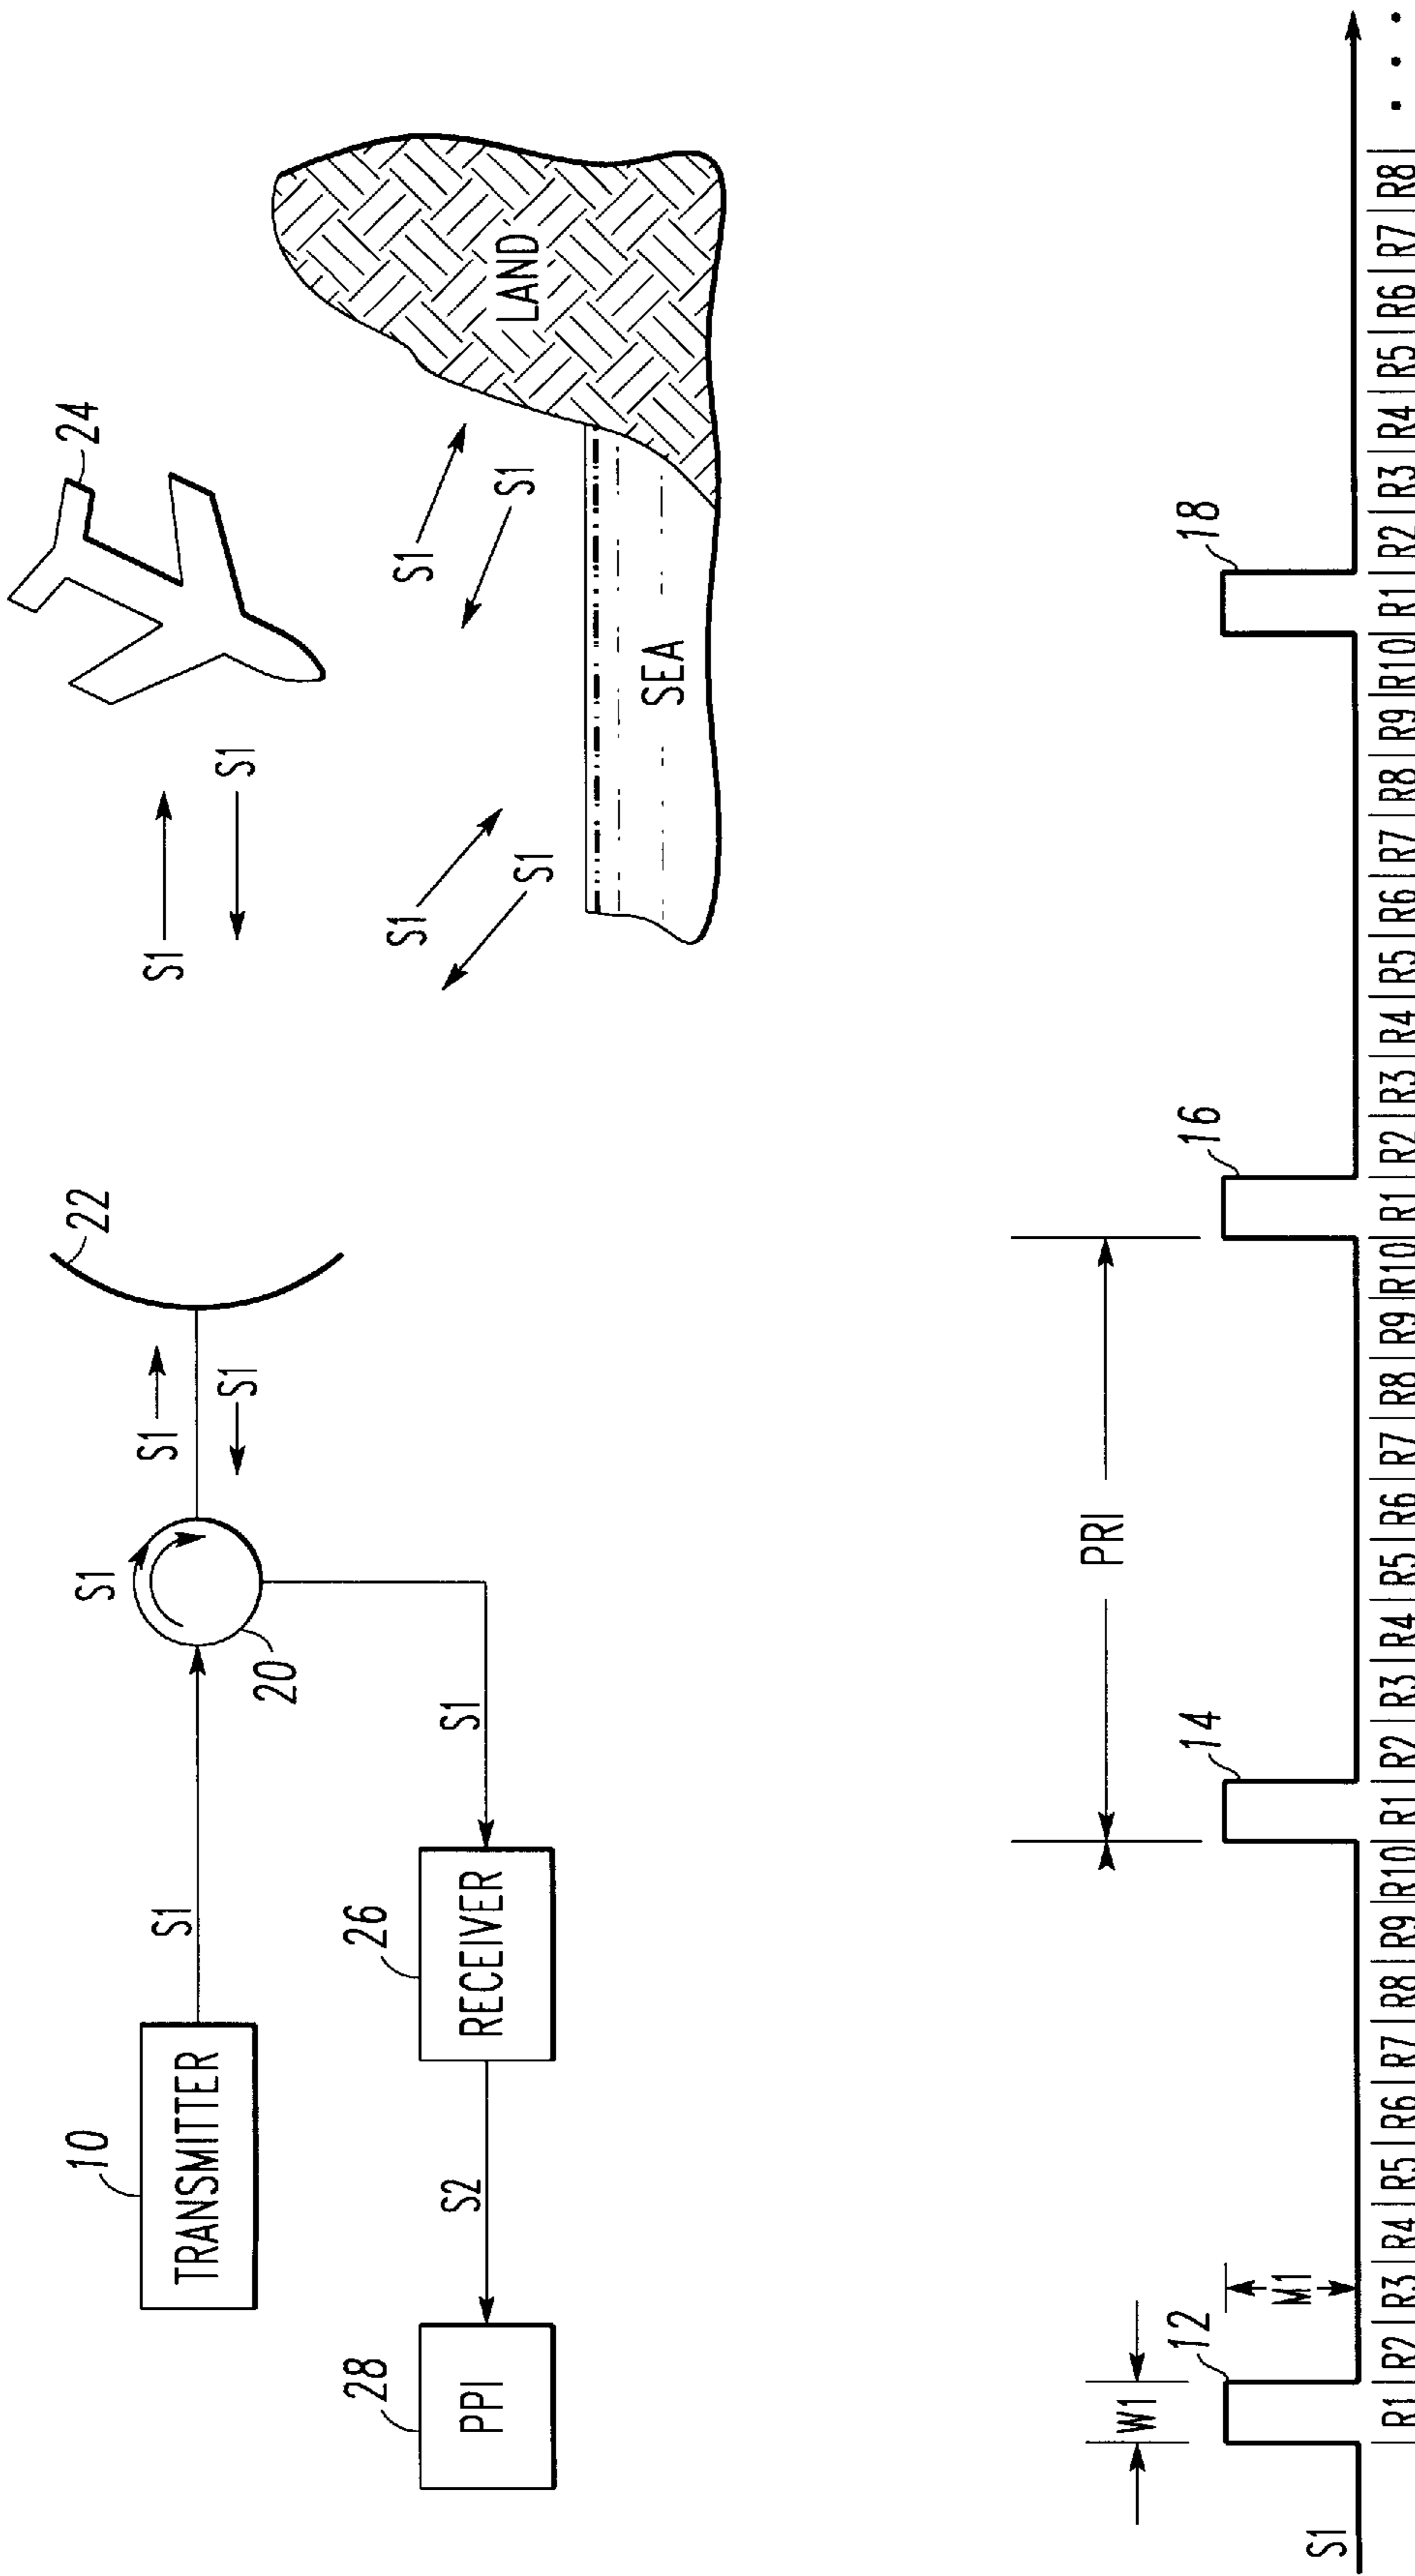 10
TRANSMITTER
S1
S1
20
S1
S1
22
S1
S1
24
28
PPI
S2
26
RECEIVER
S1
S1
S1
S1
S1
SEA
LAND
PRI
W1
12
M1
14
16
18
S1
R1 | R2 | R3 | R4 | R5 | R6 | R7 | R8 | R9 | R10 | R1 | R2 | R3 | R4 | R5 | R6 | R7 | R8 | R9 | R10 | R1 | R2 | R3 | R4 | R5 | R6 | R7 | R8 | R9 | R10 | R1 | R2 | R3 | R4 | R5 | R6 | R7 | R8 | • • •